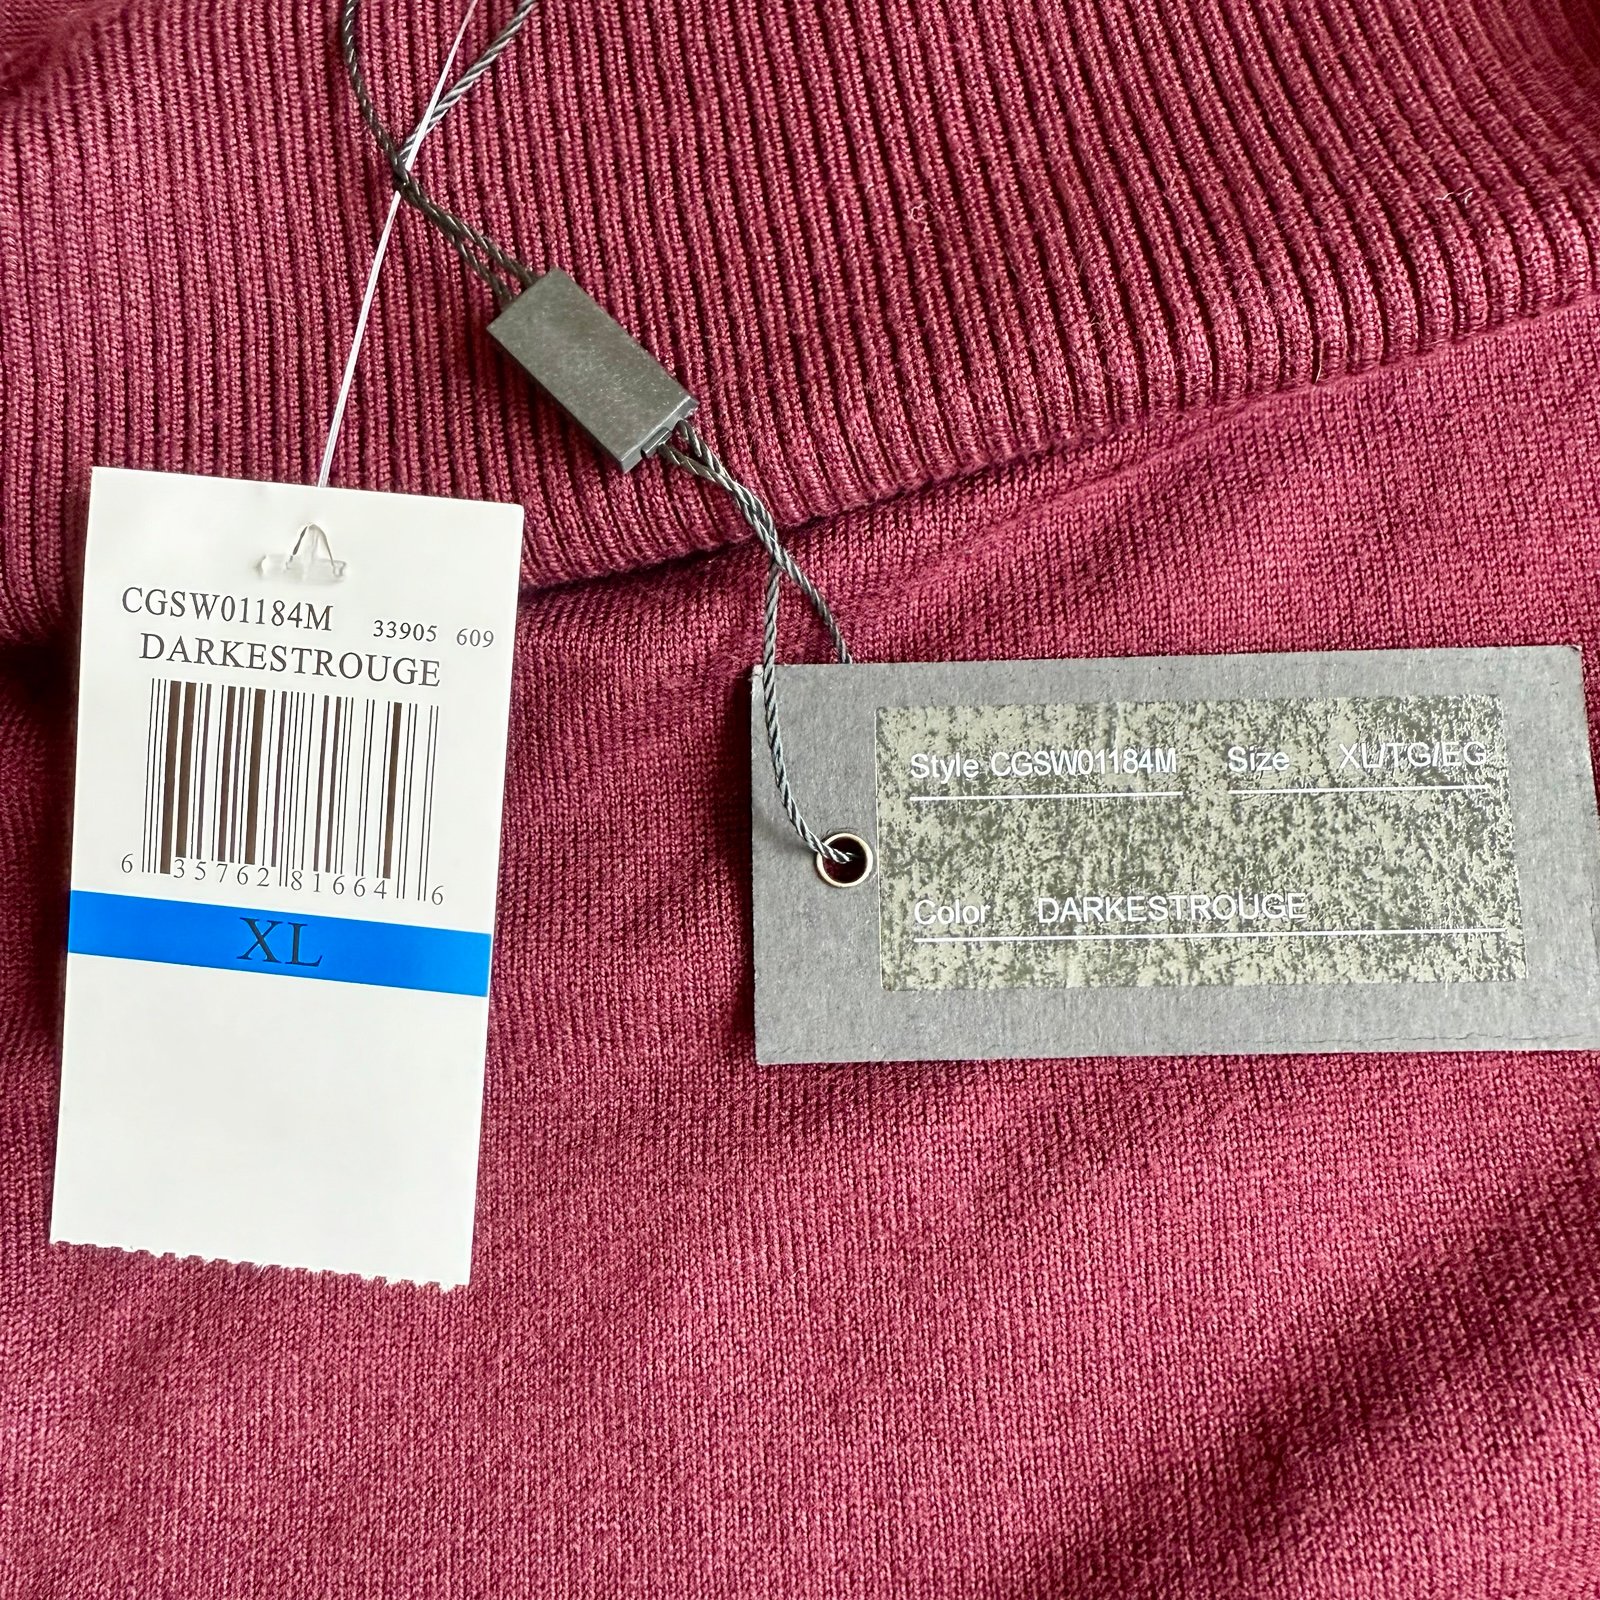 CGSW01184M 33905 609
DARKESTROUGE
6 35762 81664 6
XL
Style CGSW01184M Size XL/TG/EG
Color DARKESTROUGE